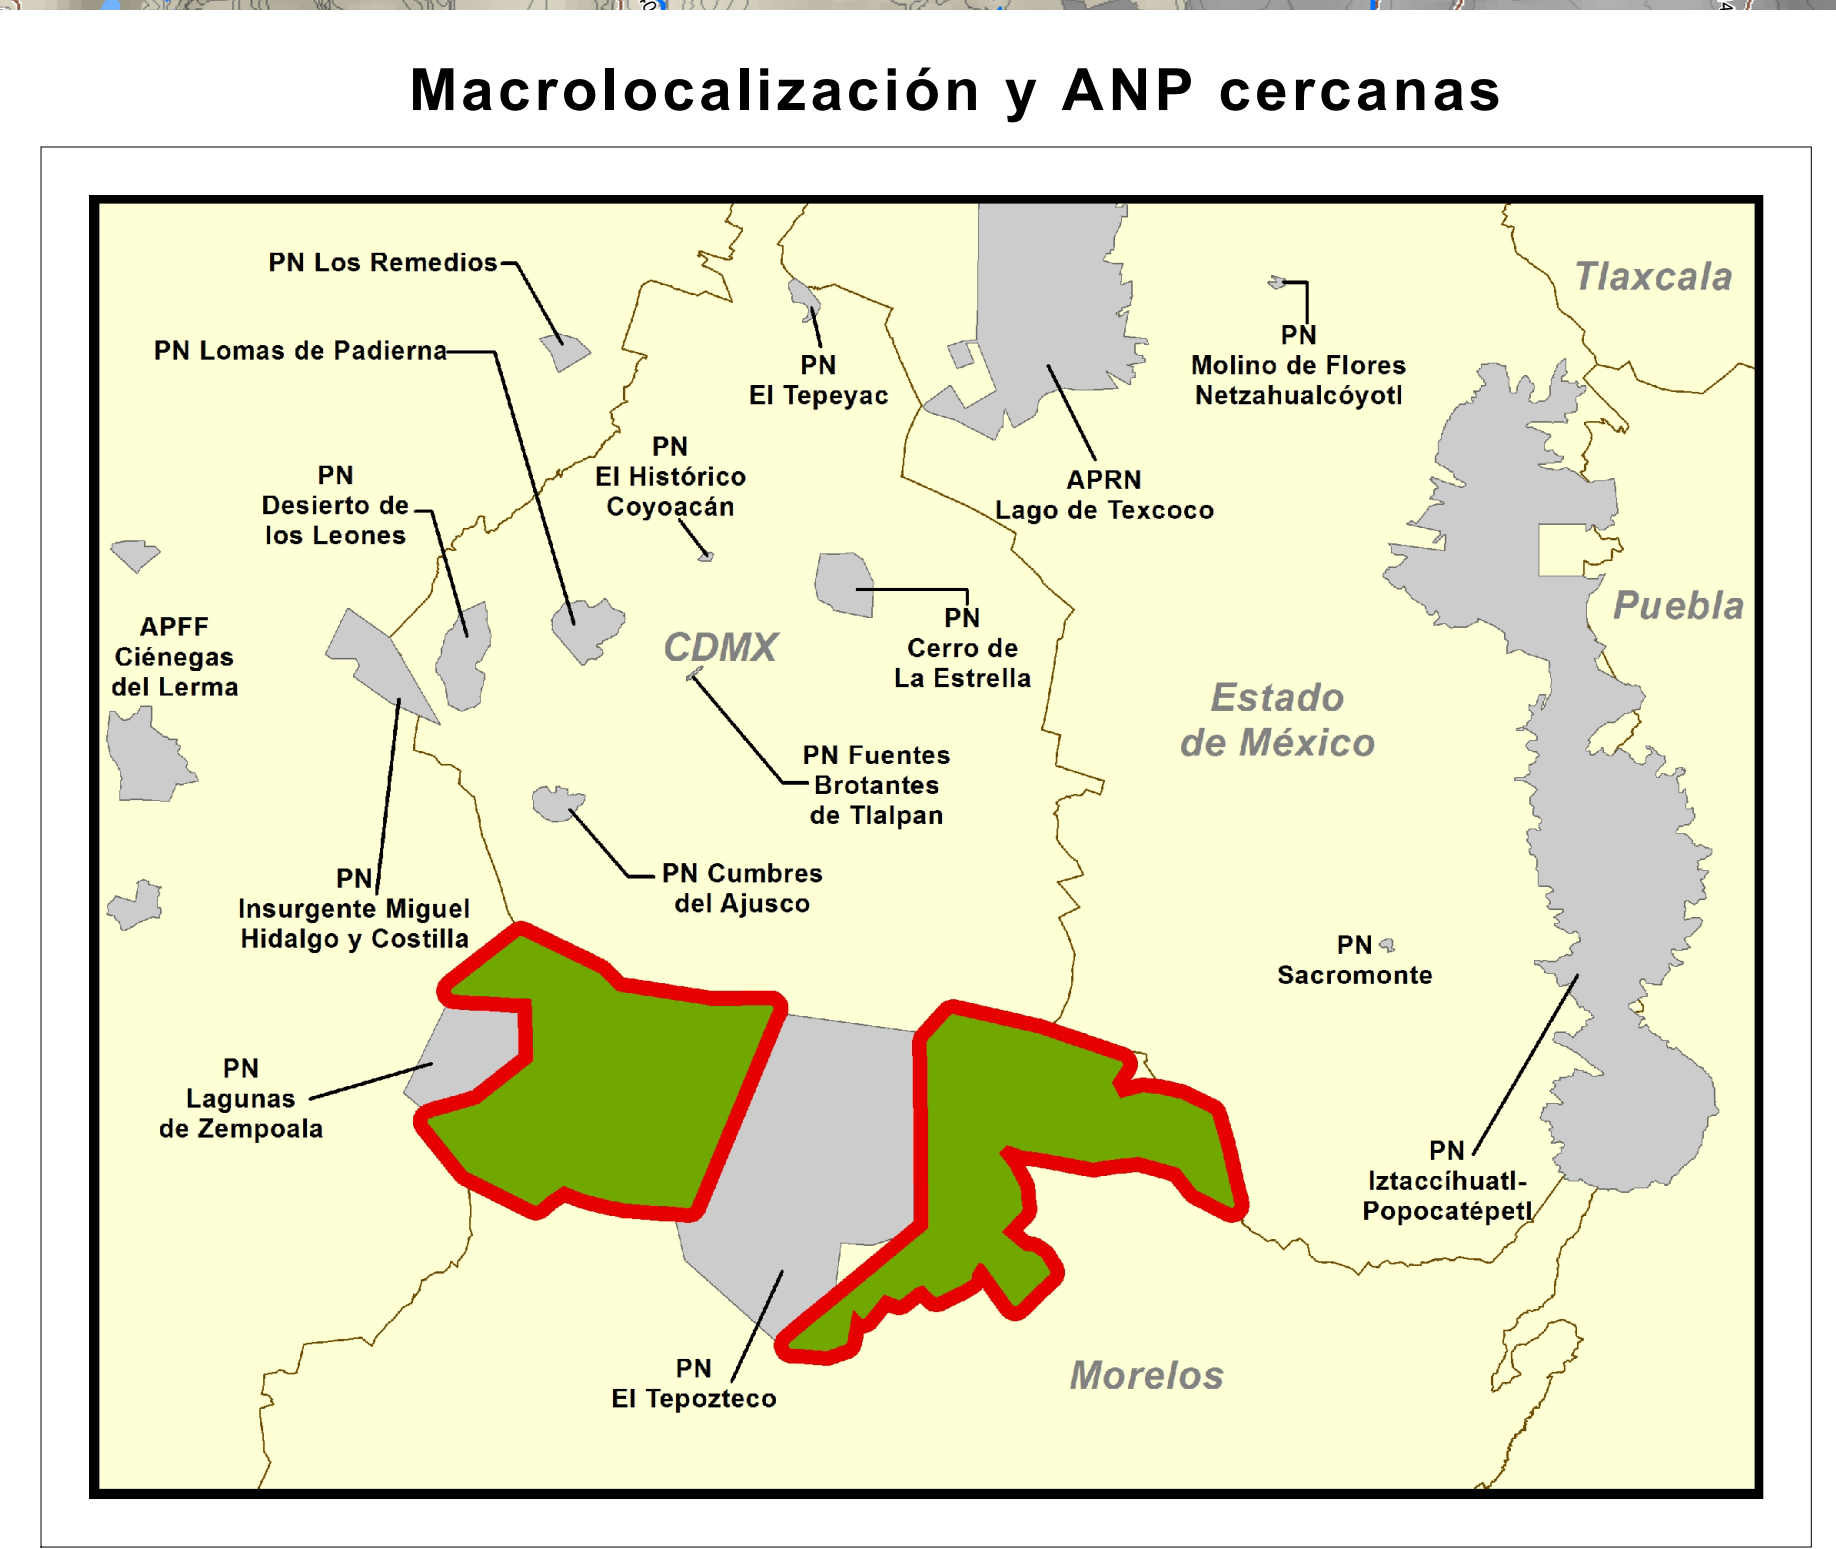 Macrolocalización y ANP cercanas
PN Los Remedios
Tlaxcala
PN Lomas de Padierna
PN
El Tepeyac
PN
Molino de Flores
Netzahualcóyotl
PN
El Histórico
Coyoacán
PN
Desierto de
los Leones
APRN
Lago de Texcoco
Puebla
APFF
Ciénegas
del Lerma
CDMX
PN
Cerro de
La Estrella
Estado
de México
PN Fuentes
Brotantes
de Tlalpan
PN Cumbres
del Ajusco
PN
Insurgente Miguel
Hidalgo y Costilla
PN
Sacromonte
PN
Lagunas
de Zempoala
PN
Iztaccíhuatl-
Popocatépetl
PN
El Tepozteco
Morelos